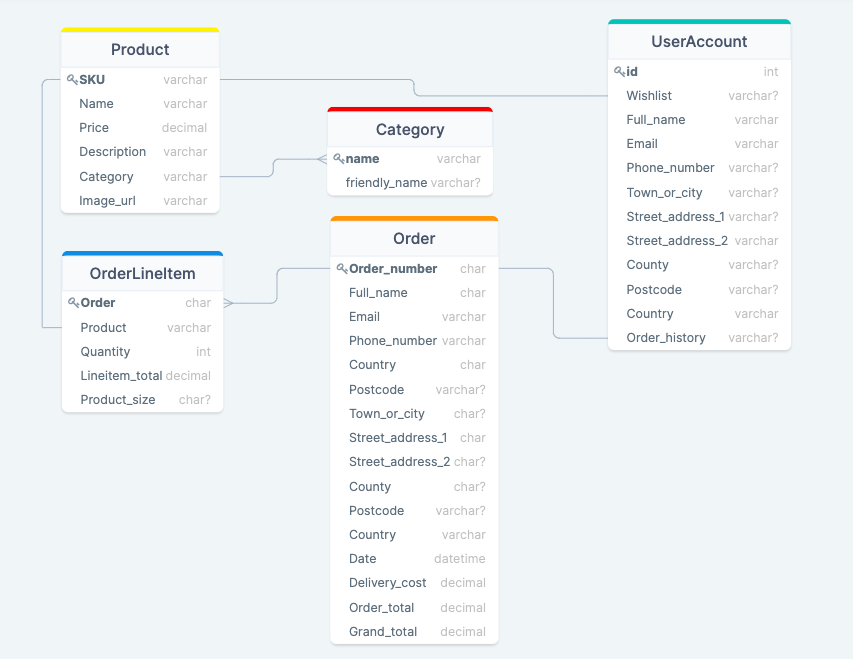 Product
SKU varchar
Name varchar
Price decimal
Description varchar
Category varchar
Image_url varchar
Category
name varchar
friendly_name varchar?
UserAccount
id int
Wishlist varchar?
Full_name varchar
Email varchar
Phone_number varchar?
Town_or_city varchar?
Street_address_1 varchar?
Street_address_2 varchar
County varchar?
Postcode varchar?
Country varchar
Order_history varchar?
OrderLineItem
Order char
Product varchar
Quantity int
Lineitem_total decimal
Product_size char?
Order
Order_number char
Full_name char
Email varchar
Phone_number varchar
Country char
Postcode varchar?
Town_or_city char?
Street_address_1 char
Street_address_2 char?
County char?
Postcode varchar?
Country varchar
Date datetime
Delivery_cost decimal
Order_total decimal
Grand_total decimal